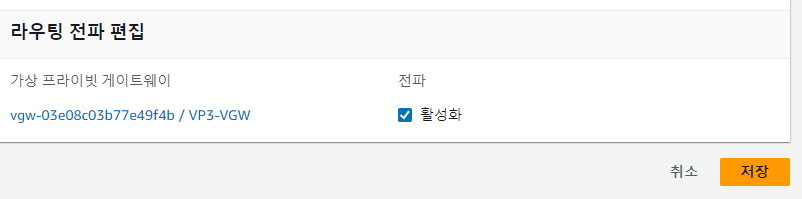 라우팅 전파 편집
가상 프라이빗 게이트웨이 전파
vgw-03e08c03b77e49f4b / VP3-VGW 활성화
취소 저장